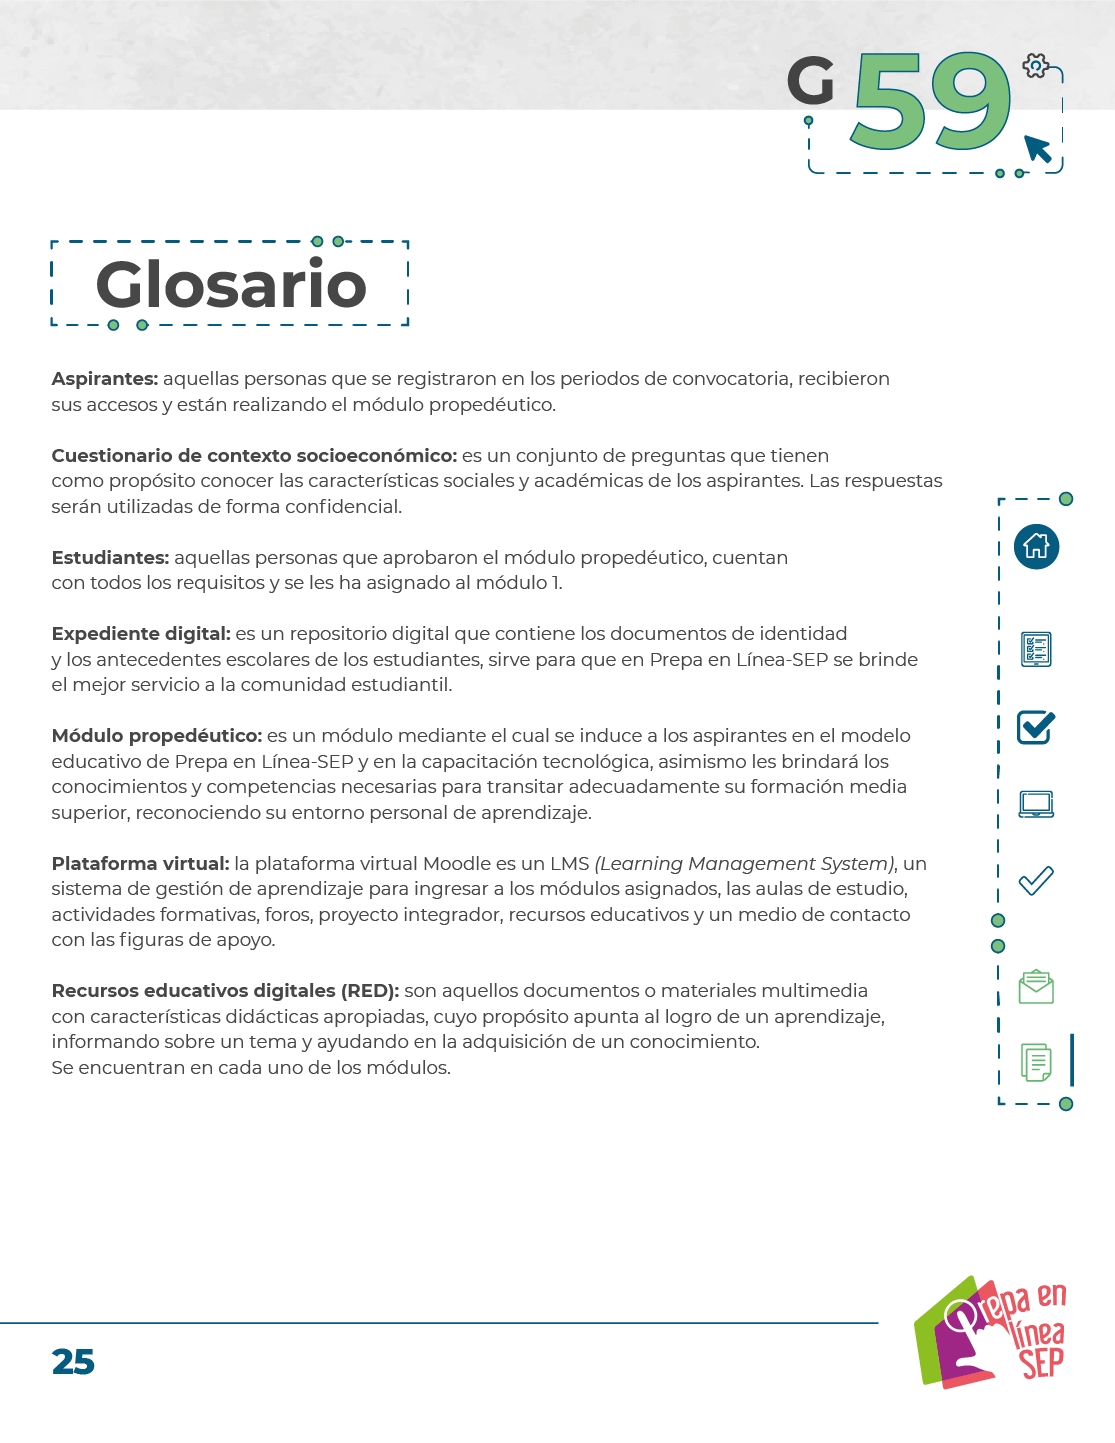 G 59
Glosario
Aspirantes: aquellas personas que se registraron en los periodos de convocatoria, recibieron
sus accesos y están realizando el módulo propedéutico.
Cuestionario de contexto socioeconómico: es un conjunto de preguntas que tienen
como propósito conocer las características sociales y académicas de los aspirantes. Las respuestas
serán utilizadas de forma confidencial.
Estudiantes: aquellas personas que aprobaron el módulo propedéutico, cuentan
con todos los requisitos y se les ha asignado al módulo 1.
Expediente digital: es un repositorio digital que contiene los documentos de identidad
y los antecedentes escolares de los estudiantes, sirve para que en Prepa en Línea-SEP se brinde
el mejor servicio a la comunidad estudiantil.
Módulo propedéutico: es un módulo mediante el cual se induce a los aspirantes en el modelo
educativo de Prepa en Línea-SEP y en la capacitación tecnológica, asimismo les brindará los
conocimientos y competencias necesarias para transitar adecuadamente su formación media
superior, reconociendo su entorno personal de aprendizaje.
Plataforma virtual: la plataforma virtual Moodle es un LMS (Learning Management System), un
sistema de gestión de aprendizaje para ingresar a los módulos asignados, las aulas de estudio,
actividades formativas, foros, proyecto integrador, recursos educativos y un medio de contacto
con las figuras de apoyo.
Recursos educativos digitales (RED): son aquellos documentos o materiales multimedia
con características didácticas apropiadas, cuyo propósito apunta al logro de un aprendizaje,
informando sobre un tema y ayudando en la adquisición de un conocimiento.
Se encuentran en cada uno de los módulos.
Prepa en
línea
SEP
25